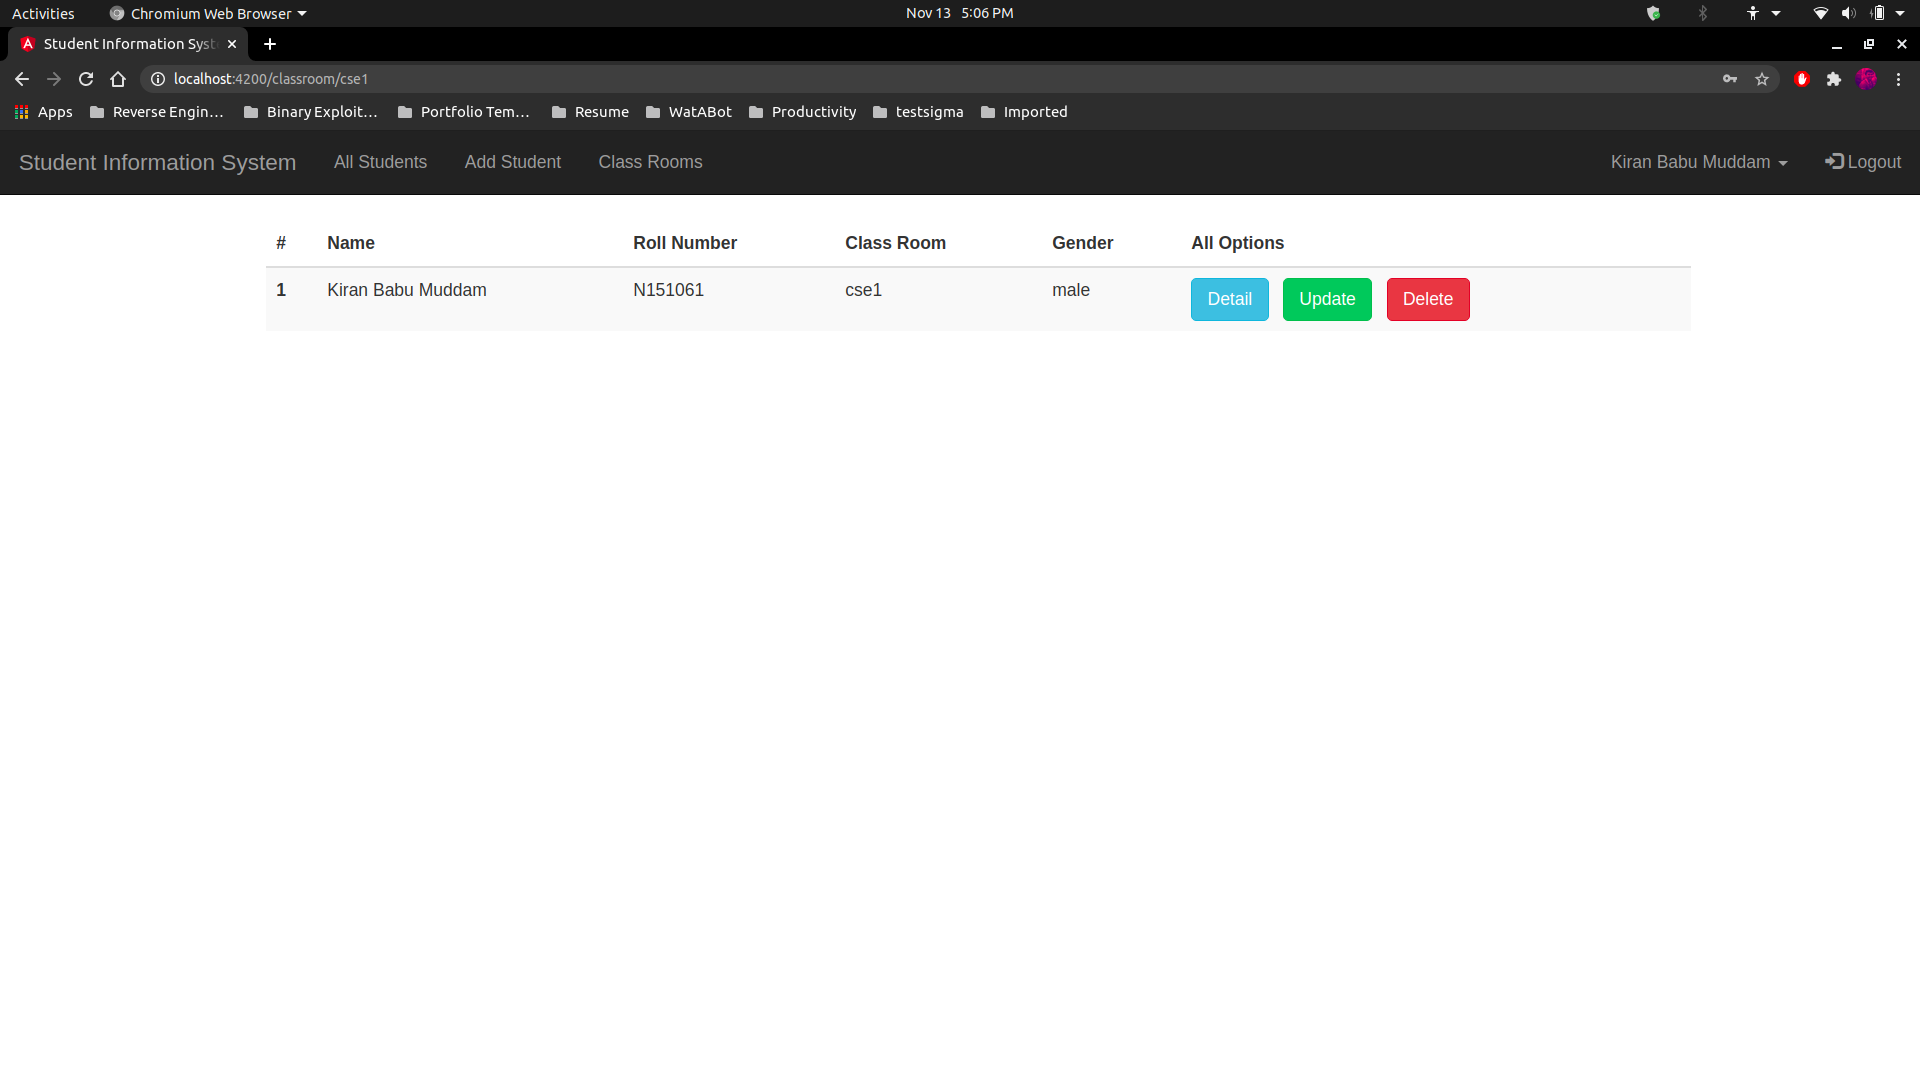 Activities Chromium Web Browser Nov 13 5:06 PM
Student Information Syst
localhost:4200/classroom/cse1
Apps Reverse Engin… Binary Exploit… Portfolio Tem… Resume WatABot Productivity testsigma Imported
Student Information System All Students Add Student Class Rooms Kiran Babu Muddam Logout
# Name Roll Number Class Room Gender All Options
1 Kiran Babu Muddam N151061 cse1 male Detail Update Delete